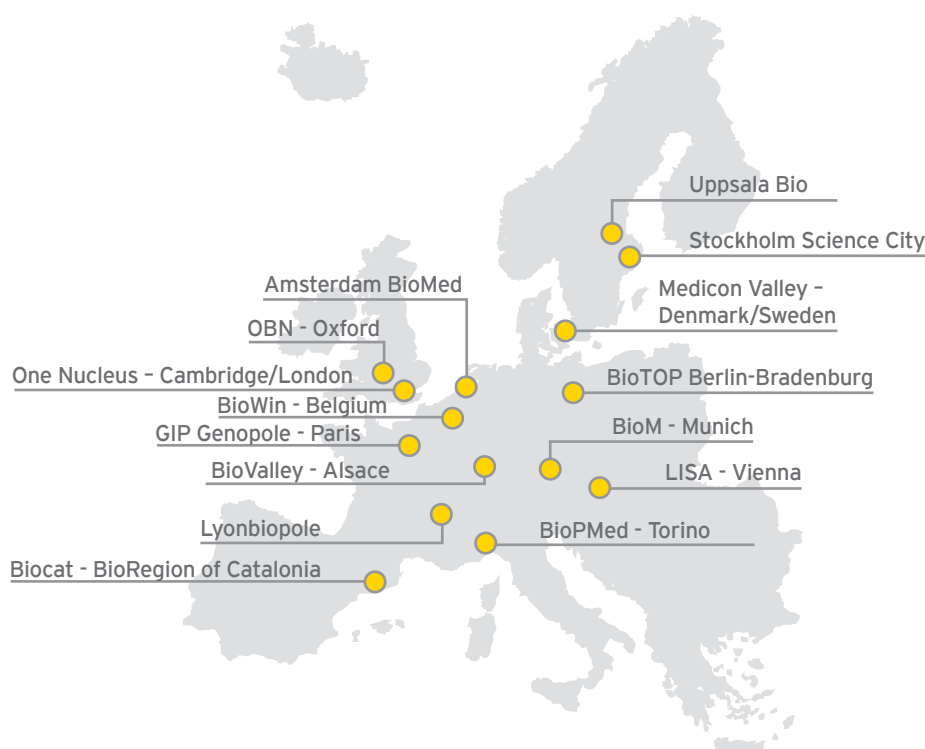 Uppsala Bio
Stockholm Science City
Amsterdam BioMed
Medicon Valley –
Denmark/Sweden
OBN - Oxford
One Nucleus – Cambridge/London
BioTOP Berlin-Bradenburg
BioWin - Belgium
GIP Genopole - Paris
BioM - Munich
BioValley - Alsace
LISA - Vienna
Lyonbiopole
BioPMed - Torino
Biocat - BioRegion of Catalonia